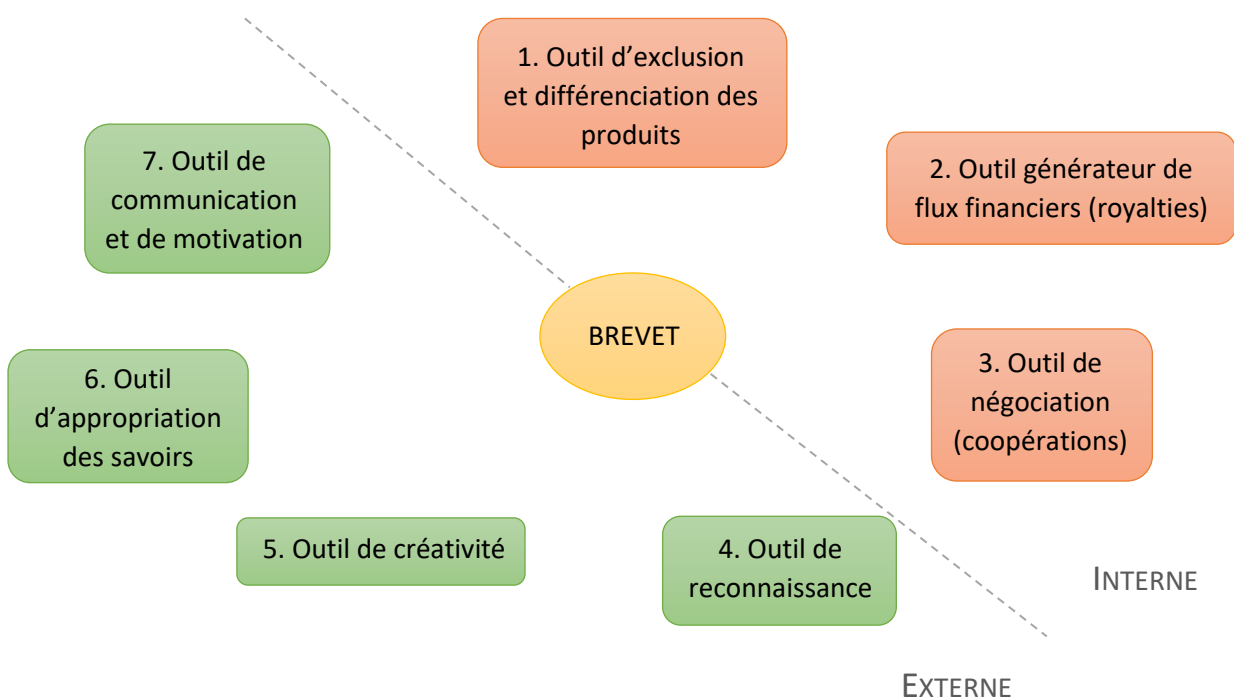 1. Outil d’exclusion
et différenciation des
produits
2. Outil générateur de
flux financiers (royalties)
3. Outil de
négociation
(coopérations)
4. Outil de
reconnaissance
5. Outil de créativité
6. Outil
d’appropriation
des savoirs
7. Outil de
communication
et de motivation
BREVET
INTERNE
EXTERNE